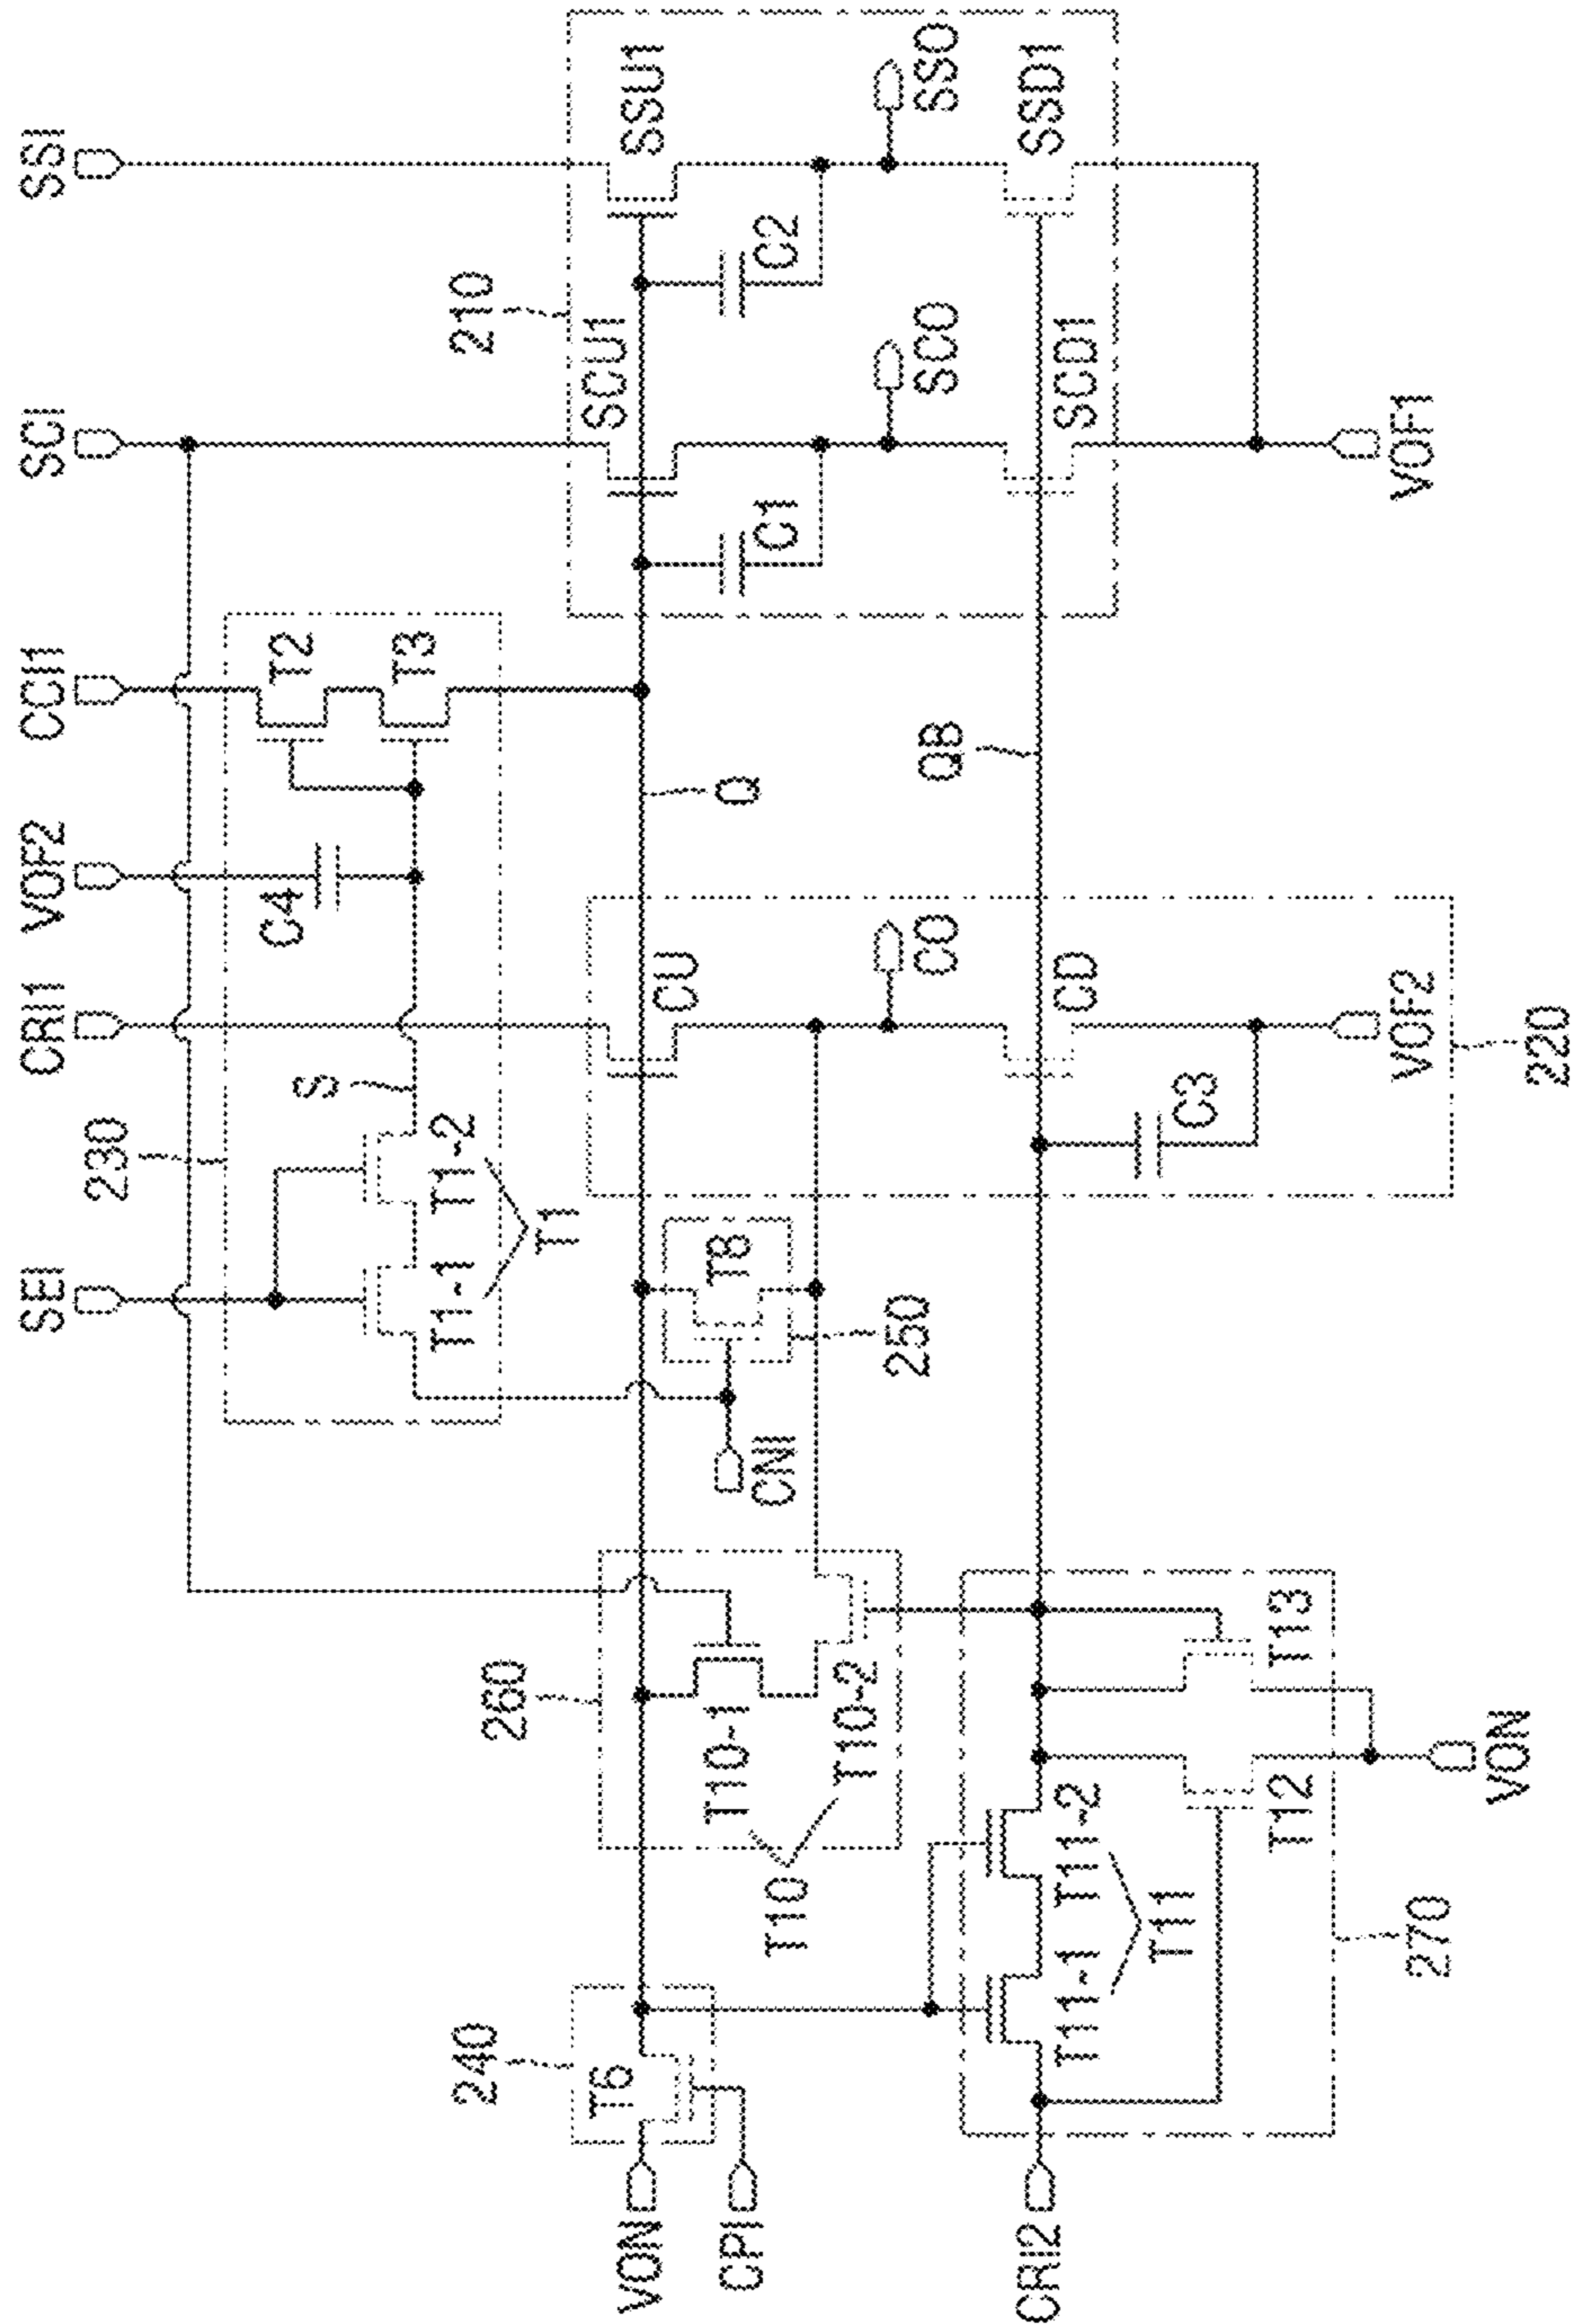 SEI
CRI1
VOF2
CCI1
SCI
SSI
230
C4
T2
S
T3
T1-1
T1-2
T1
240
260
210
T6
SCU1
SSU1
VON
CU
T10-1
T8
Q
CPI
CNI
C1
C2
T10
T10-2
250
CO
QB
SCO
SSO
CRI2
T11-1
T11-2
CD
SCD1
SSD1
T11
C3
T12
T13
VOF2
VOF1
270
VON
220